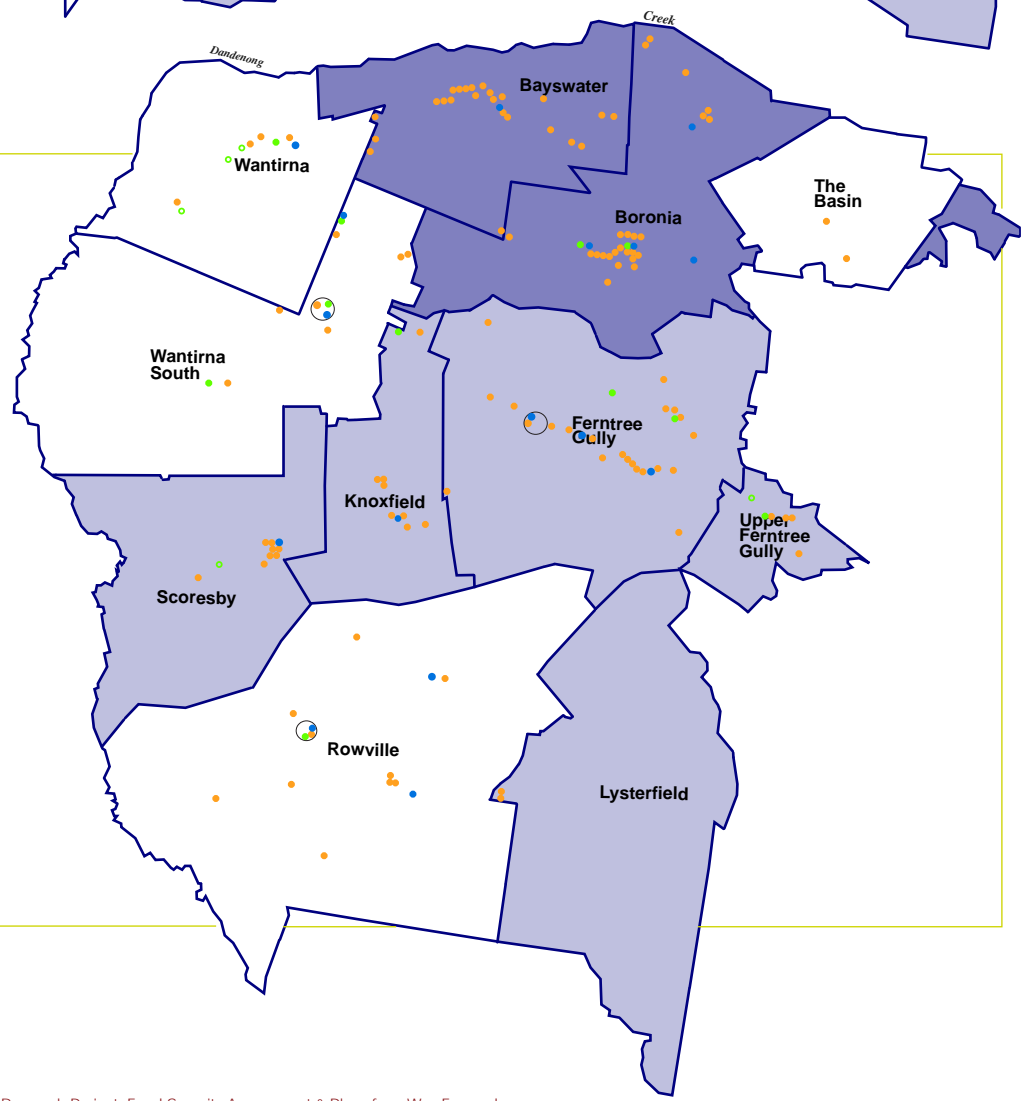 Creek
Dandenong
Bayswater
Wantirna
The
Basin
Boronia
Wantirna
South
Ferntree
Gully
Knoxfield
Upper
Ferntree
Gully
Scoresby
Rowville
Lysterfield